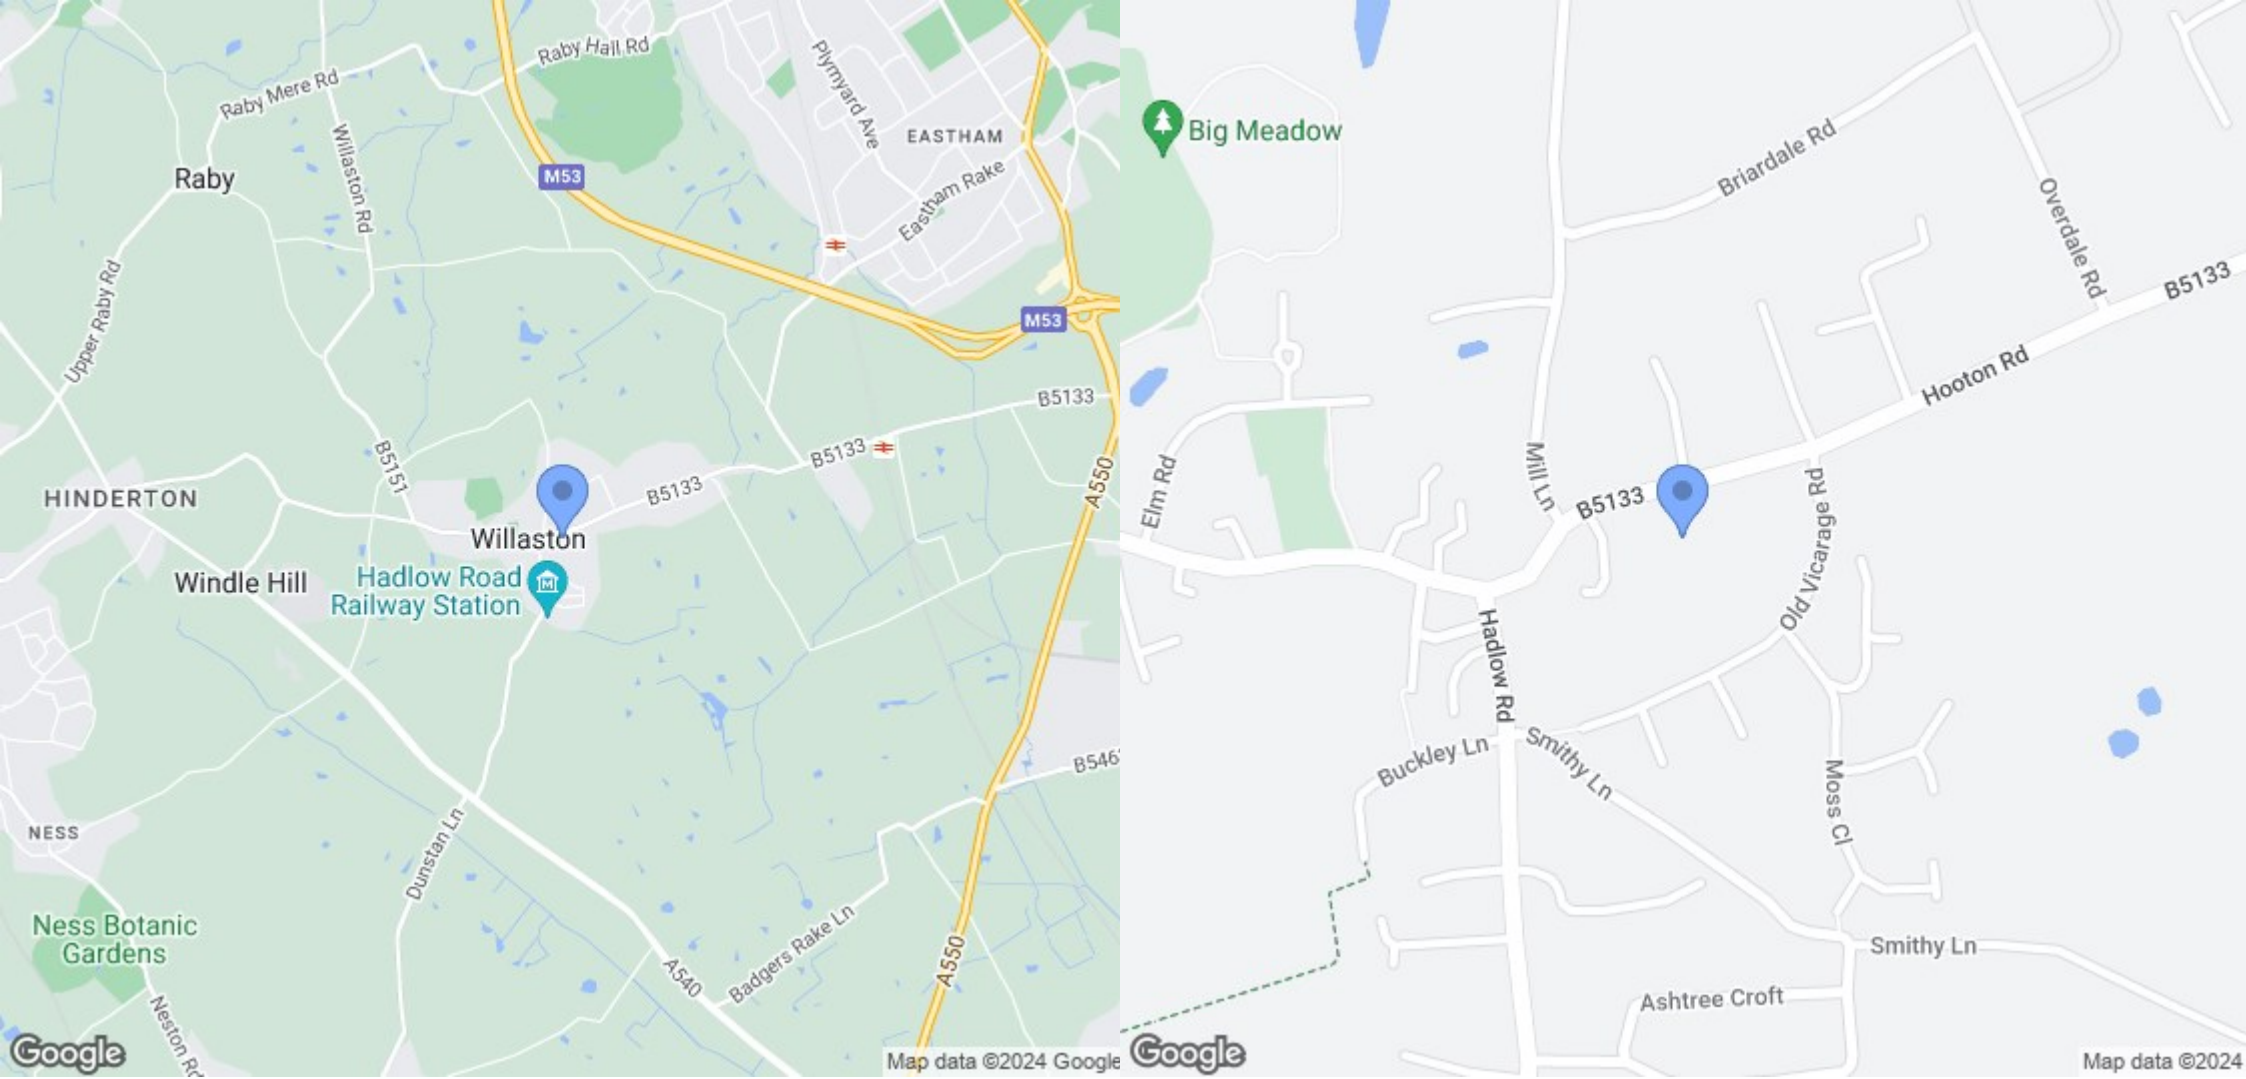 Raby Hall Rd
Raby Mere Rd
Plymyard Ave
EASTHAM
Willaston Rd
M53
Raby
Eastham Rake
Upper Raby Rd
M53
B5133
B5133
B5151
B5133
A550
HINDERTON
Willaston
Windle Hill
Hadlow Road
Railway Station
B546
NESS
Dunstan Ln
Ness Botanic
Gardens
Badgers Rake Ln
A550
A540
Neston Rd
Google
Map data ©2024 Google
Big Meadow
Briardale Rd
Overdale Rd
B5133
Hooton Rd
Mill Ln
Elm Rd
B5133
Old Vicarage Rd
Hadlow Rd
Buckley Ln
Smithy Ln
Moss Cl
Smithy Ln
Ashtree Croft
Google
Map data ©2024